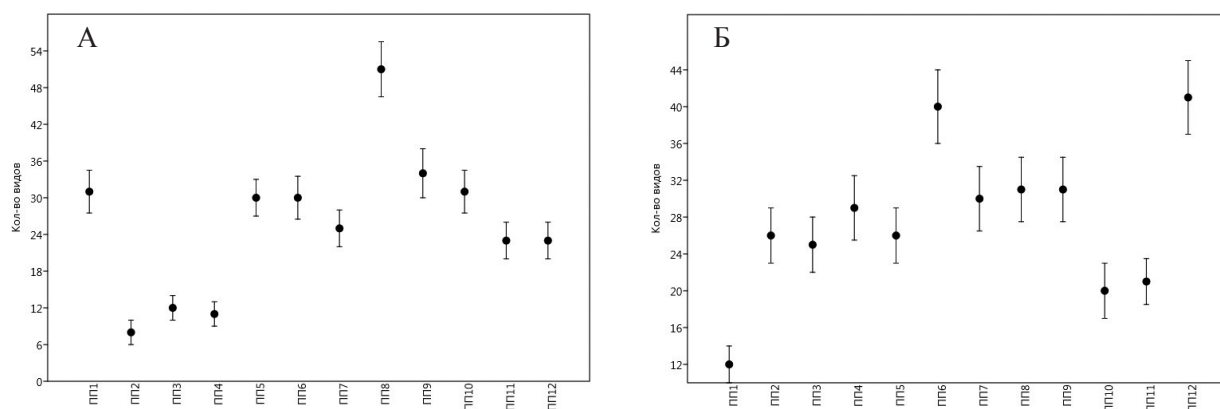 А
Кол-во видов
54
48
42
36
30
24
18
12
6
0
ПП1
ПП2
ПП3
ПП4
ПП5
ПП6
ПП7
ПП8
ПП9
ПП10
ПП11
ПП12
Б
Кол-во видов
44
40
36
32
28
24
20
16
12
ПП1
ПП2
ПП3
ПП4
ПП5
ПП6
ПП7
ПП8
ПП9
ПП10
ПП11
ПП12